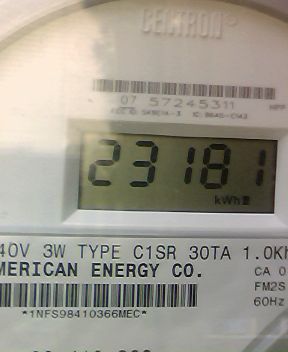 CENTRON®
07 57245311
23181
kWh
40V 3W TYPE C1SR 30TA 1.0K
MERICAN ENERGY CO.
CA 0
FM2S
60Hz
*1NFS98410366MEC*